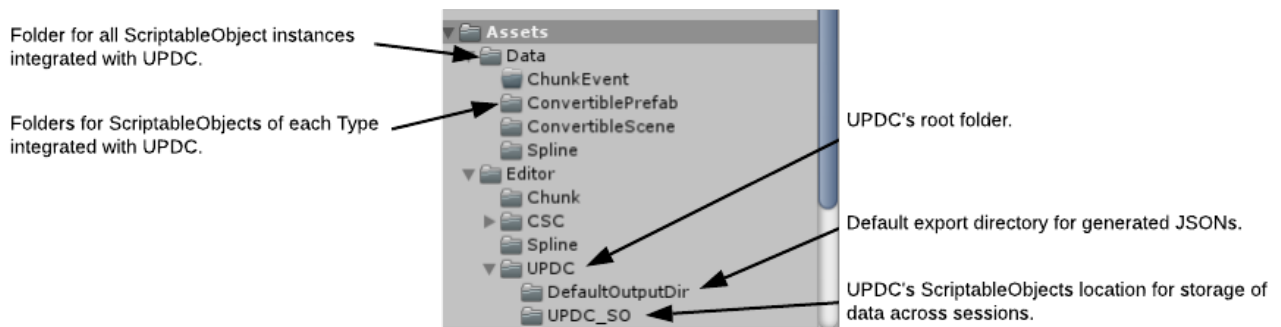 Folder for all ScriptableObject instances
integrated with UPDC.
Folders for ScriptableObjects of each Type
integrated with UPDC.
Assets
Data
ChunkEvent
ConvertiblePrefab
ConvertibleScene
Spline
Editor
Chunk
CSC
Spline
UPDC
DefaultOutputDir
UPDC_SO
UPDC's root folder.
Default export directory for generated JSONs.
UPDC's ScriptableObjects location for storage of
data across sessions.